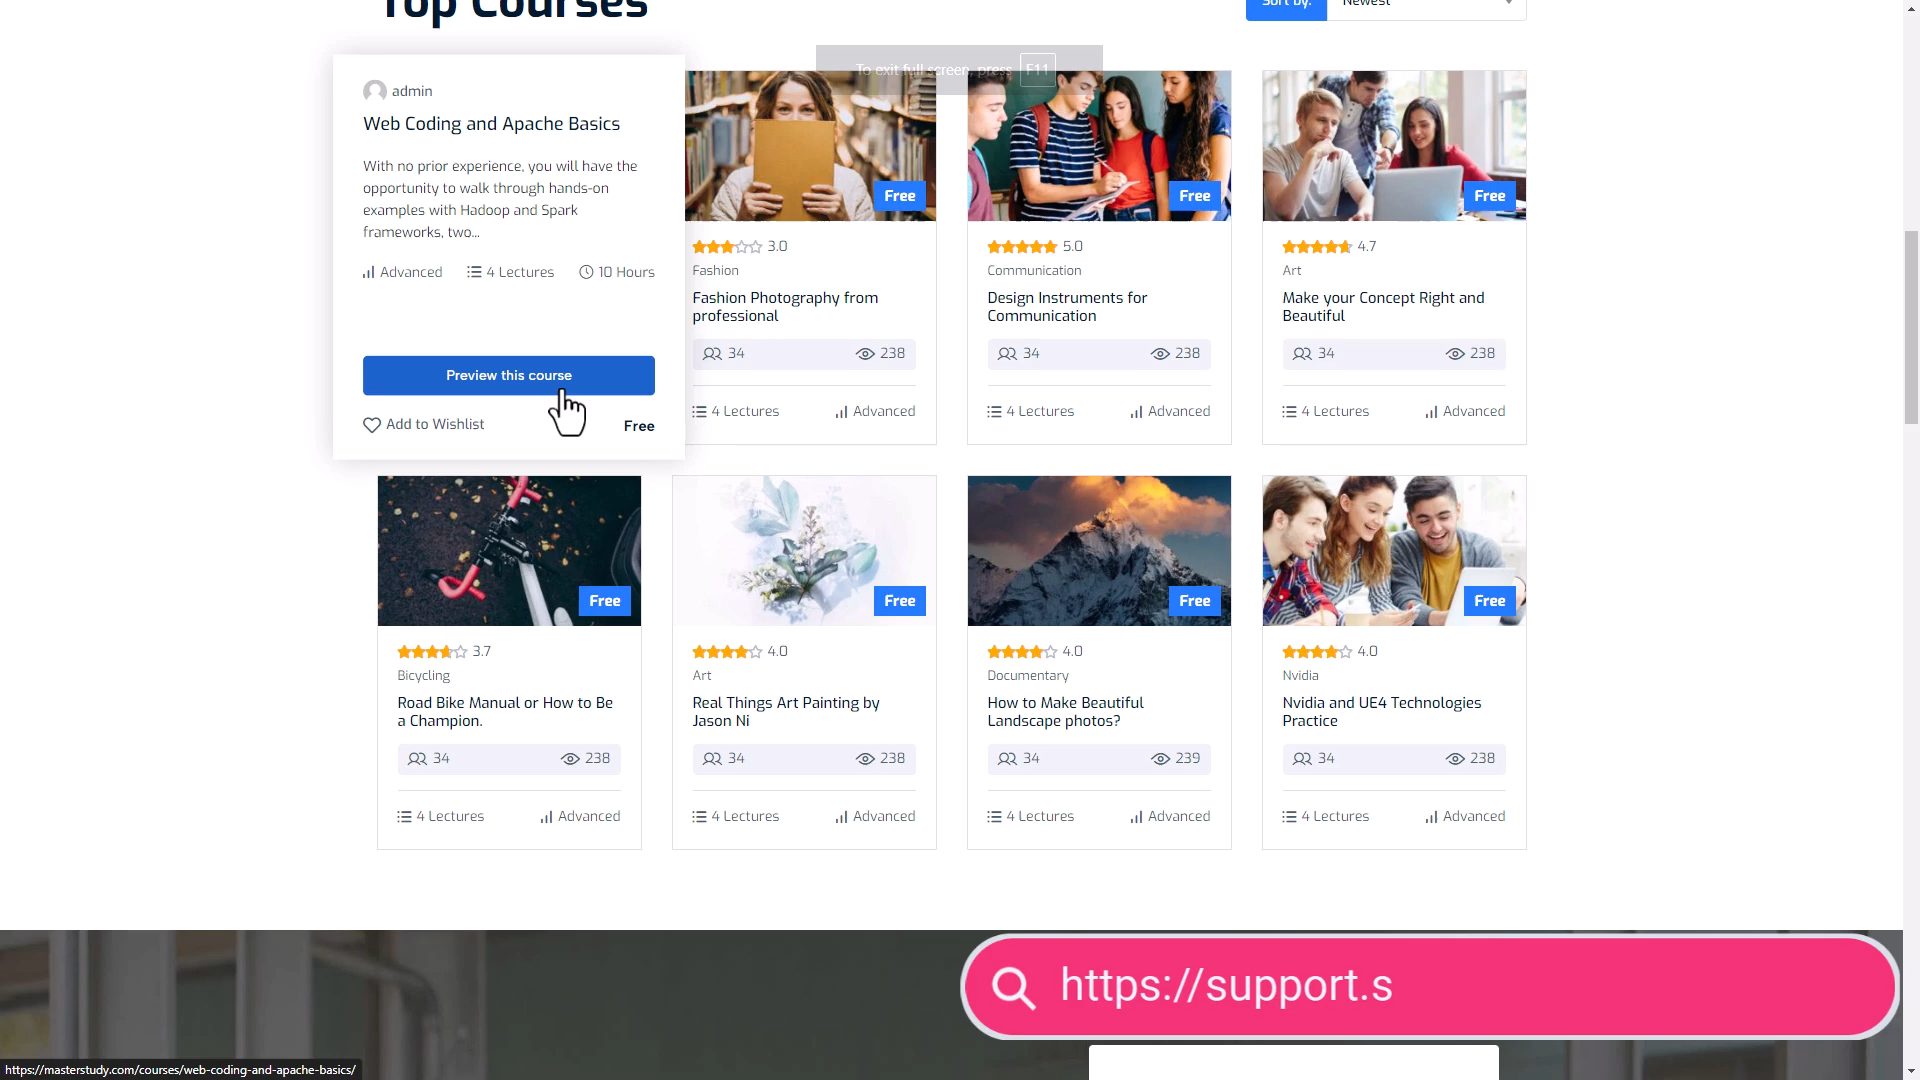 Top Courses
Sort by:
Newest
To exit full screen, press F11
admin
Web Coding and Apache Basics
With no prior experience, you will have the
opportunity to walk through hands-on
examples with Hadoop and Spark
frameworks, two...
Advanced
4 Lectures
10 Hours
Preview this course
Add to Wishlist
Free
Free
3.0
Fashion
Fashion Photography from
professional
34
238
4 Lectures
Advanced
Free
5.0
Communication
Design Instruments for
Communication
34
238
4 Lectures
Advanced
Free
4.7
Art
Make your Concept Right and
Beautiful
34
238
4 Lectures
Advanced
Free
3.7
Bicycling
Road Bike Manual or How to Be
a Champion.
34
238
4 Lectures
Advanced
Free
4.0
Art
Real Things Art Painting by
Jason Ni
34
238
4 Lectures
Advanced
Free
4.0
Documentary
How to Make Beautiful
Landscape photos?
34
239
4 Lectures
Advanced
Free
4.0
Nvidia
Nvidia and UE4 Technologies
Practice
34
238
4 Lectures
Advanced
https://support.s
https://masterstudy.com/courses/web-coding-and-apache-basics/